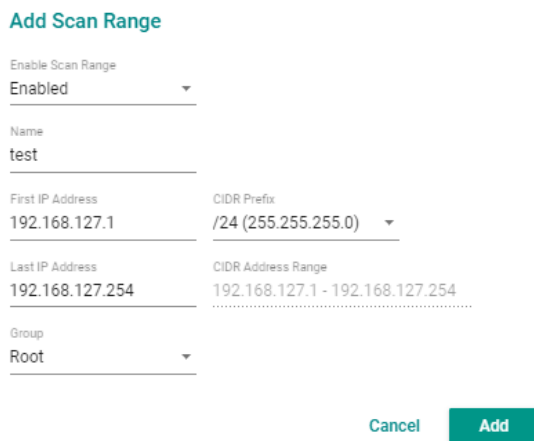 Add Scan Range
Enable Scan Range
Enabled
Name
test
First IP Address
CIDR Prefix
192.168.127.1
/24 (255.255.255.0)
Last IP Address
CIDR Address Range
192.168.127.254
192.168.127.1 - 192.168.127.254
Group
Root
Cancel
Add